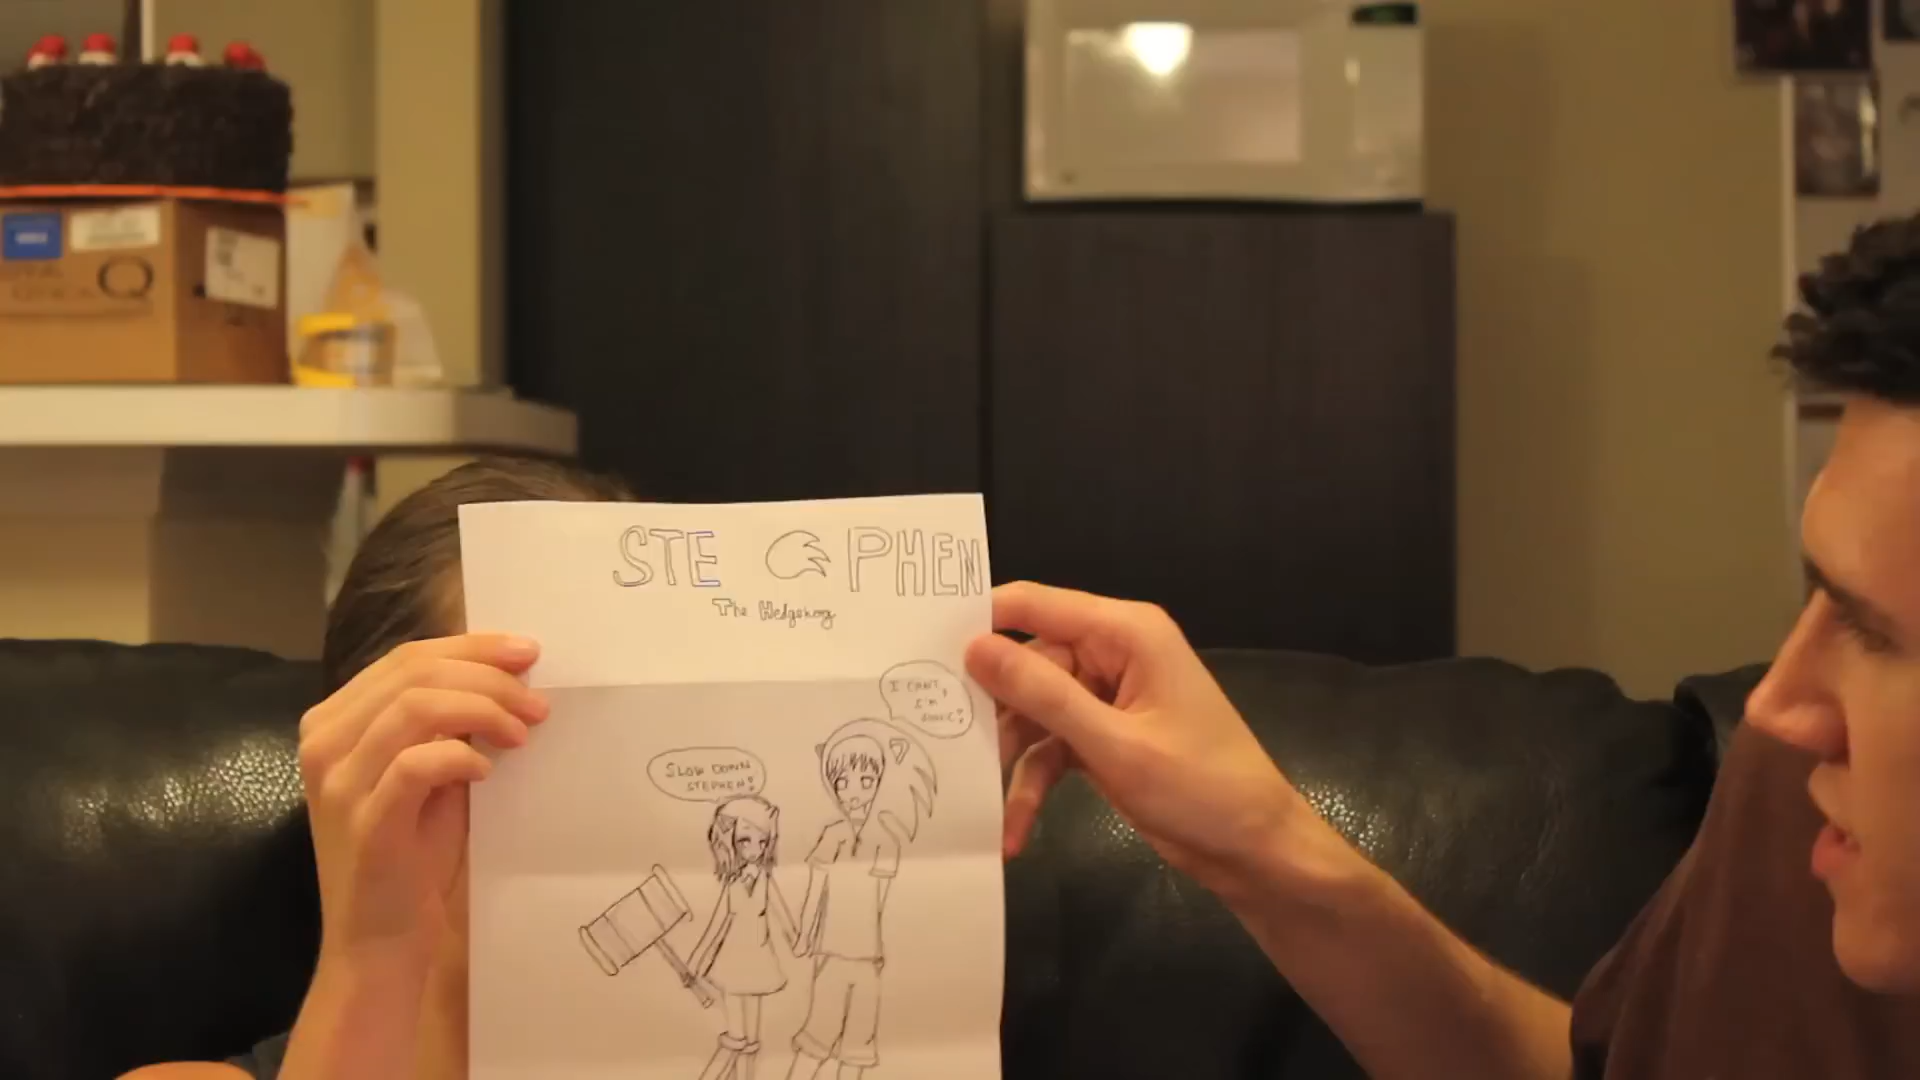 STE PHEN
The Hedgehog
I CAN'T,
I'M
SONIC!
SLOW DOWN
STEPHEN!
Q